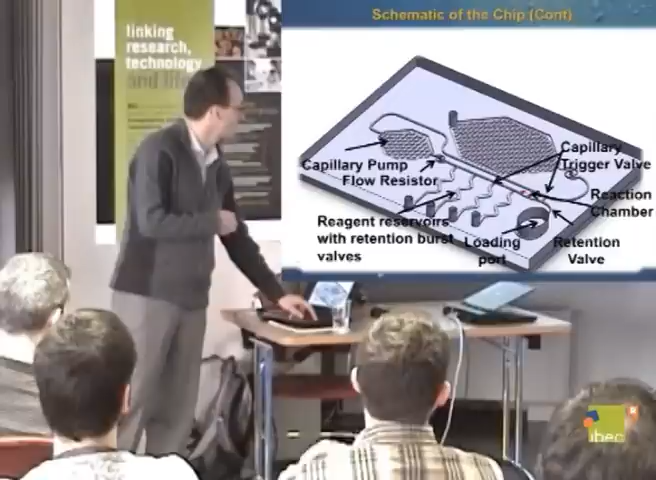 linking
research,
technology
and life
Schematic of the Chip (Cont)
Capillary Pump
Flow Resistor
Capillary
Trigger Valve
Reaction
Chamber
Reagent reservoirs
with retention burst
valves
Loading
port
Retention
Valve
ibec